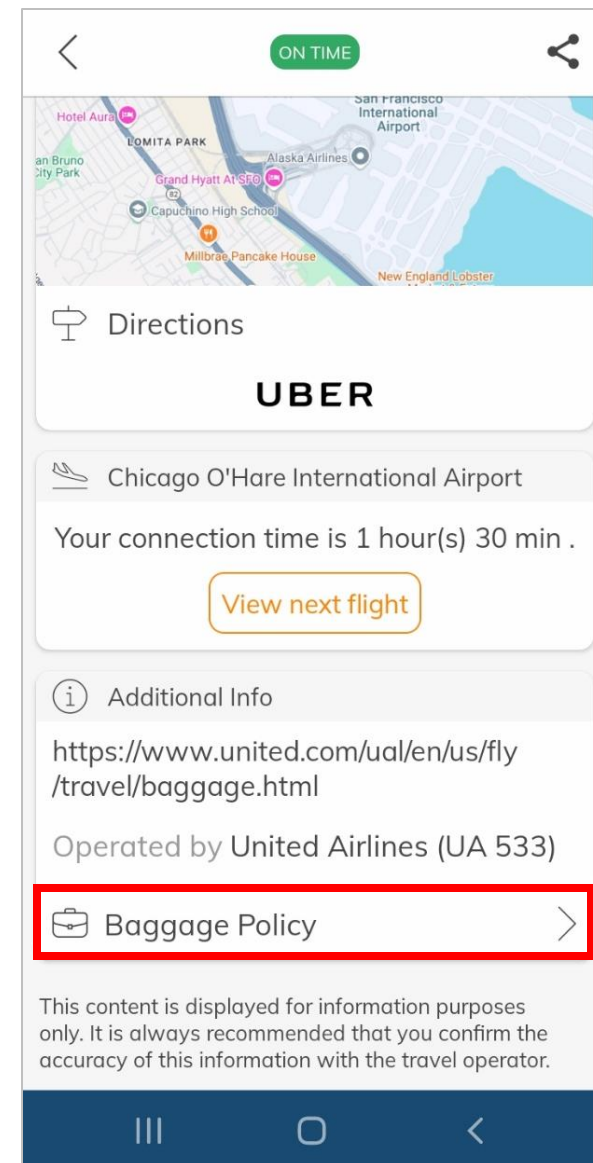 ON TIME
San Francisco
International
Airport
Hotel Aura
LOMITA PARK
an Bruno
City Park
Alaska Airlines
Grand Hyatt At SFO
82
Capuchino High School
Millbrae Pancake House
New England Lobster
Directions
UBER
Chicago O'Hare International Airport
Your connection time is 1 hour(s) 30 min .
View next flight
Additional Info
https://www.united.com/ual/en/us/fly
/travel/baggage.html
Operated by United Airlines (UA 533)
Baggage Policy
This content is displayed for information purposes
only. It is always recommended that you confirm the
accuracy of this information with the travel operator.